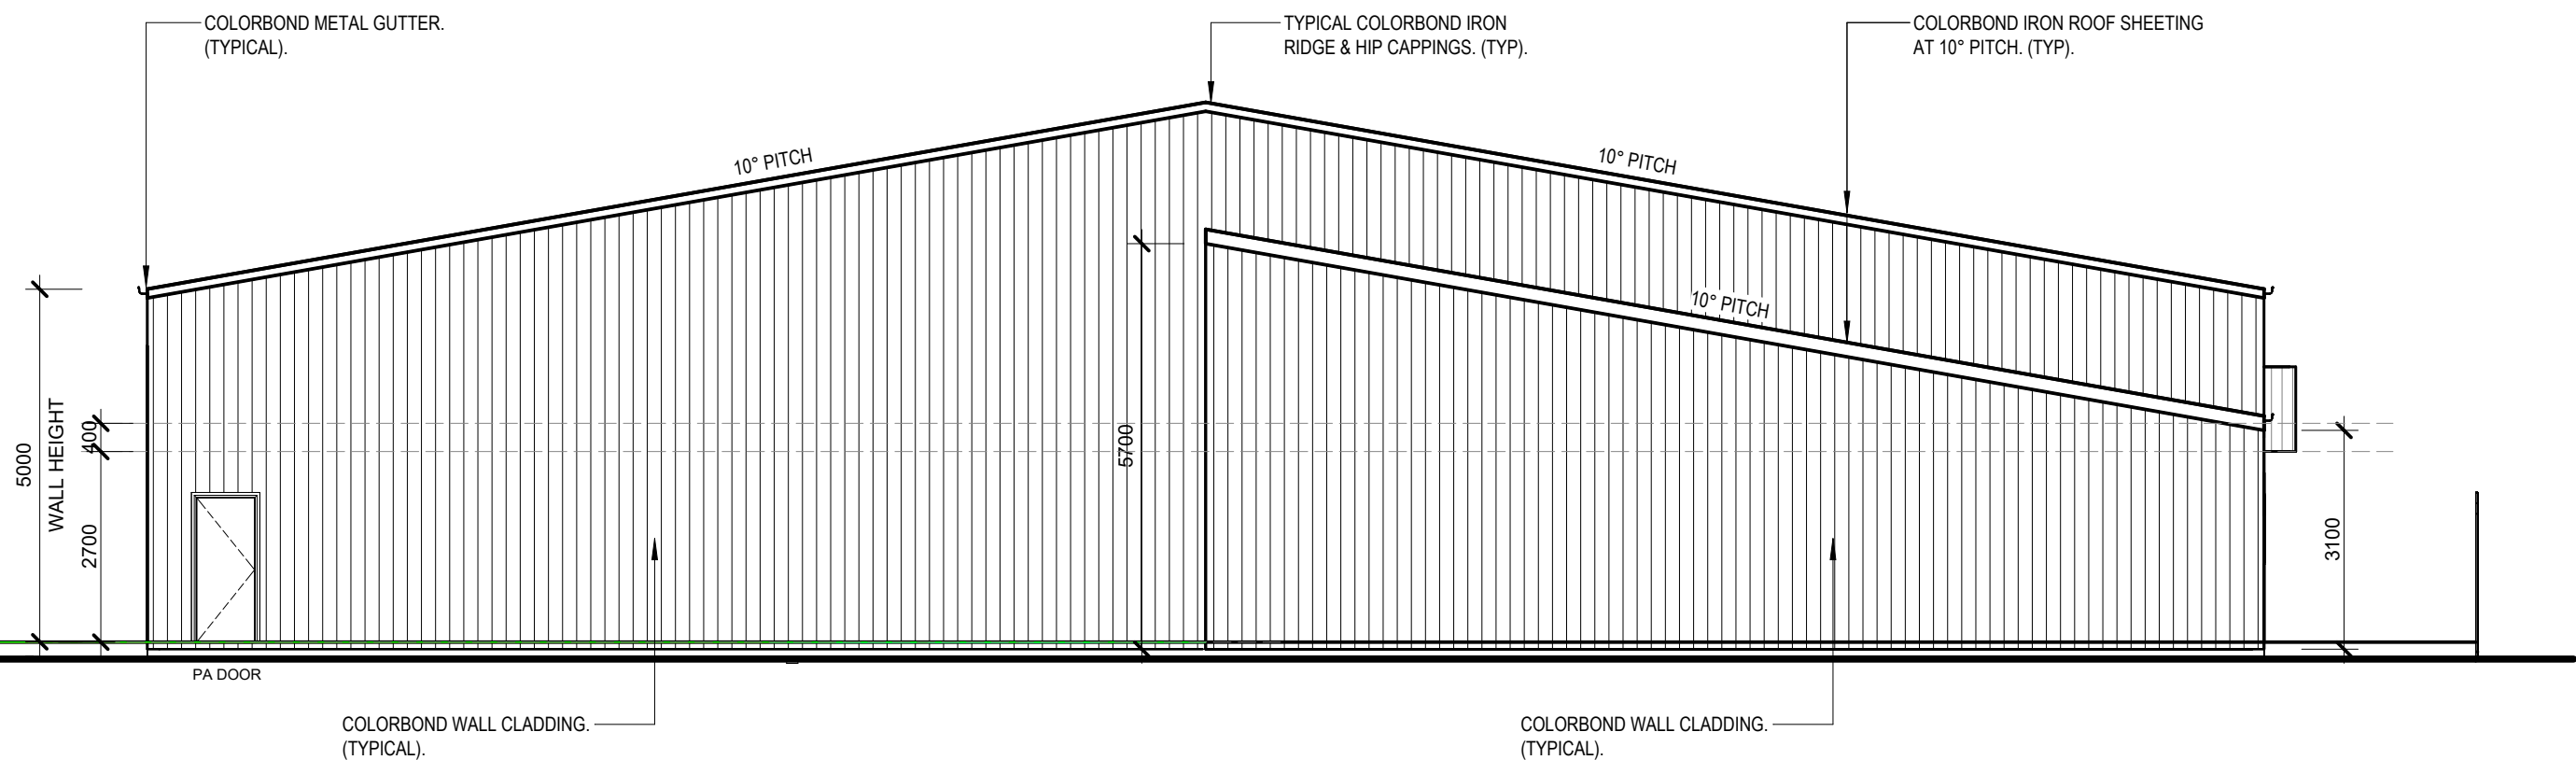 COLORBOND METAL GUTTER.
(TYPICAL).
TYPICAL COLORBOND IRON
RIDGE & HIP CAPPINGS. (TYP).
COLORBOND IRON ROOF SHEETING
AT 10° PITCH. (TYP).
10° PITCH
10° PITCH
10° PITCH
5000
WALL HEIGHT
400
2700
5700
3100
PA DOOR
COLORBOND WALL CLADDING.
(TYPICAL).
COLORBOND WALL CLADDING.
(TYPICAL).